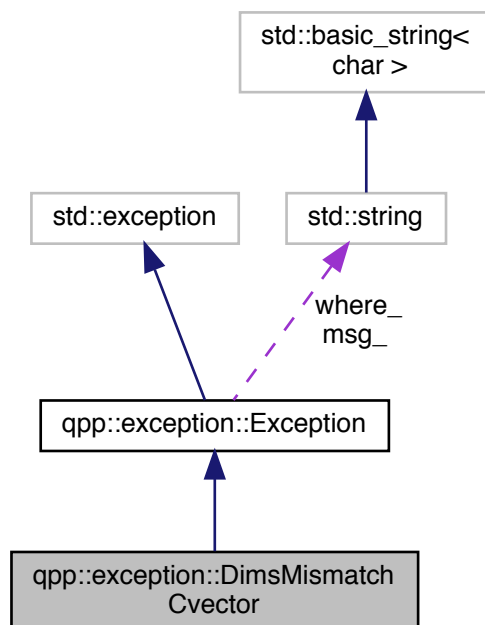 std::basic_string<
char >
std::exception
std::string
where_
msg_
qpp::exception::Exception
qpp::exception::DimsMismatch
Cvector